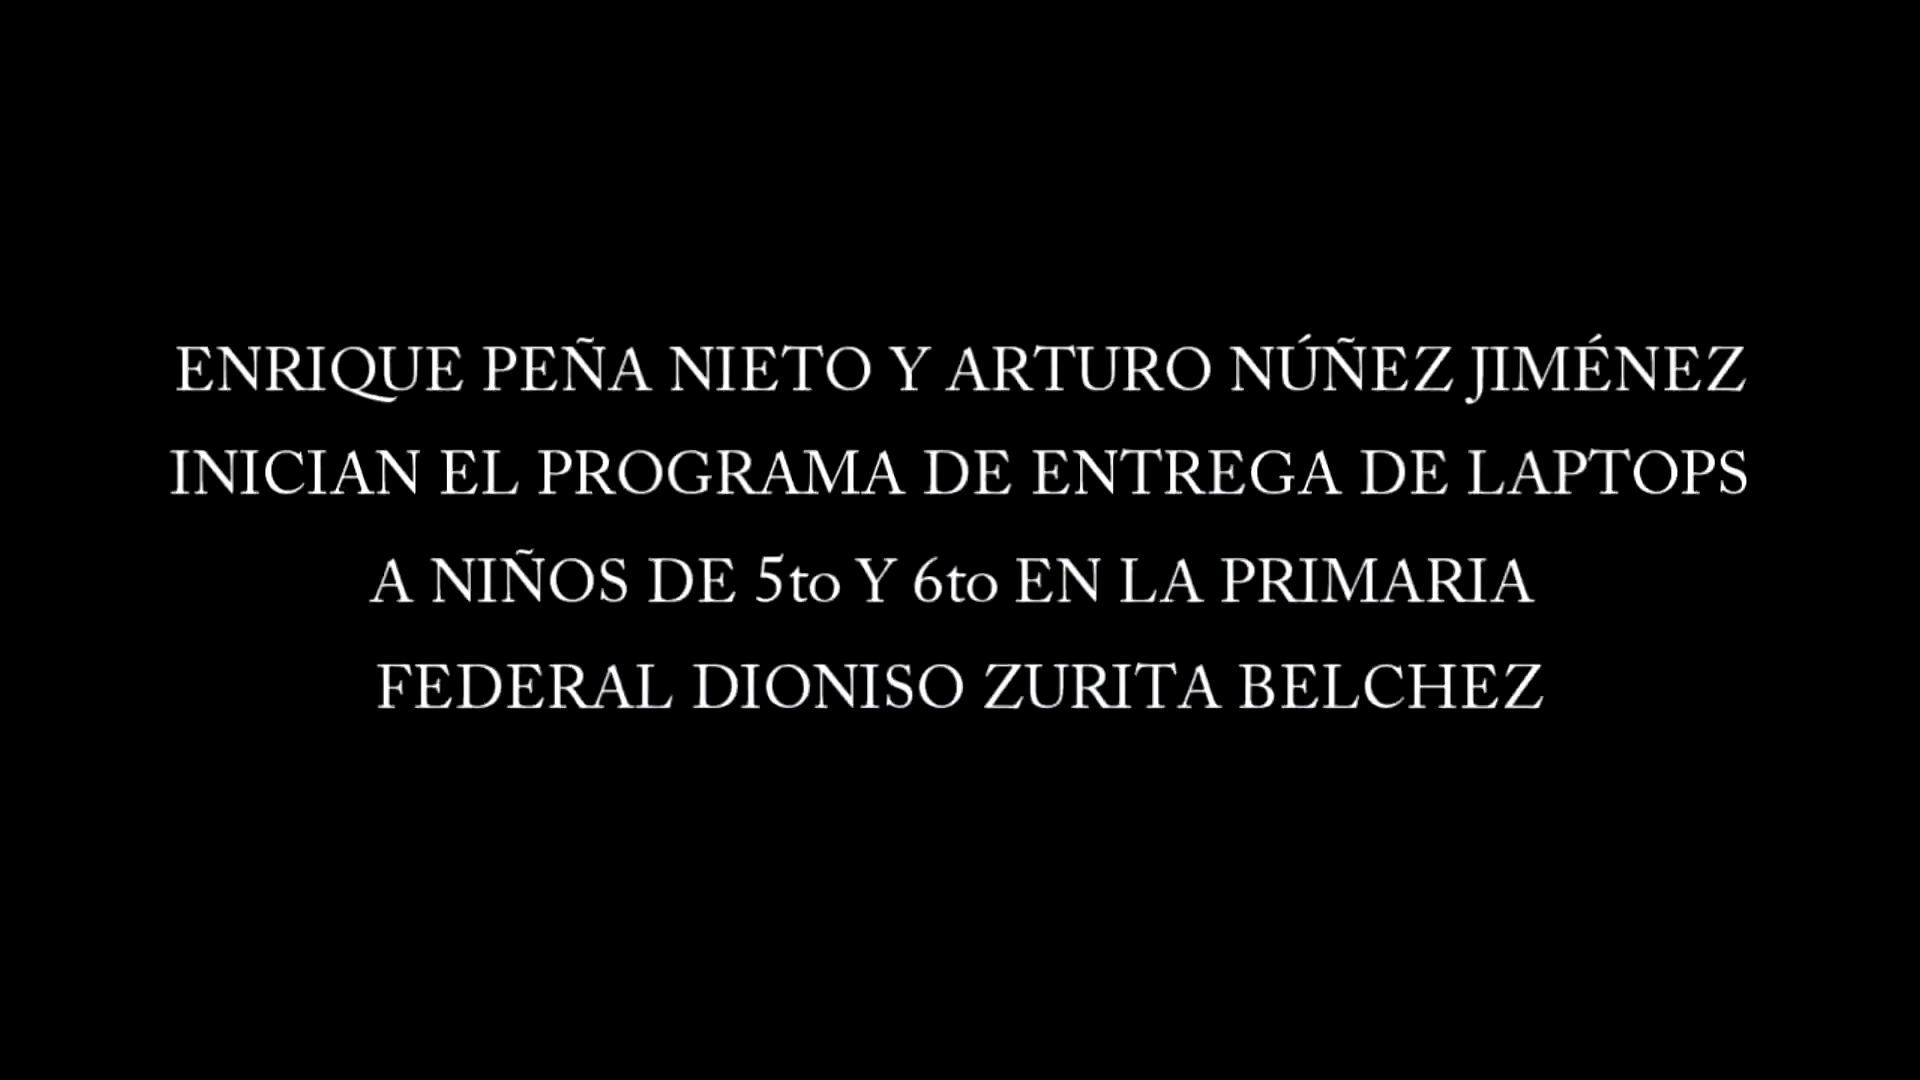 ENRIQUE PEÑA NIETO Y ARTURO NÚÑEZ JIMÉNEZ
INICIAN EL PROGRAMA DE ENTREGA DE LAPTOPS
A NIÑOS DE 5to Y 6to EN LA PRIMARIA
FEDERAL DIONISO ZURITA BELCHEZ